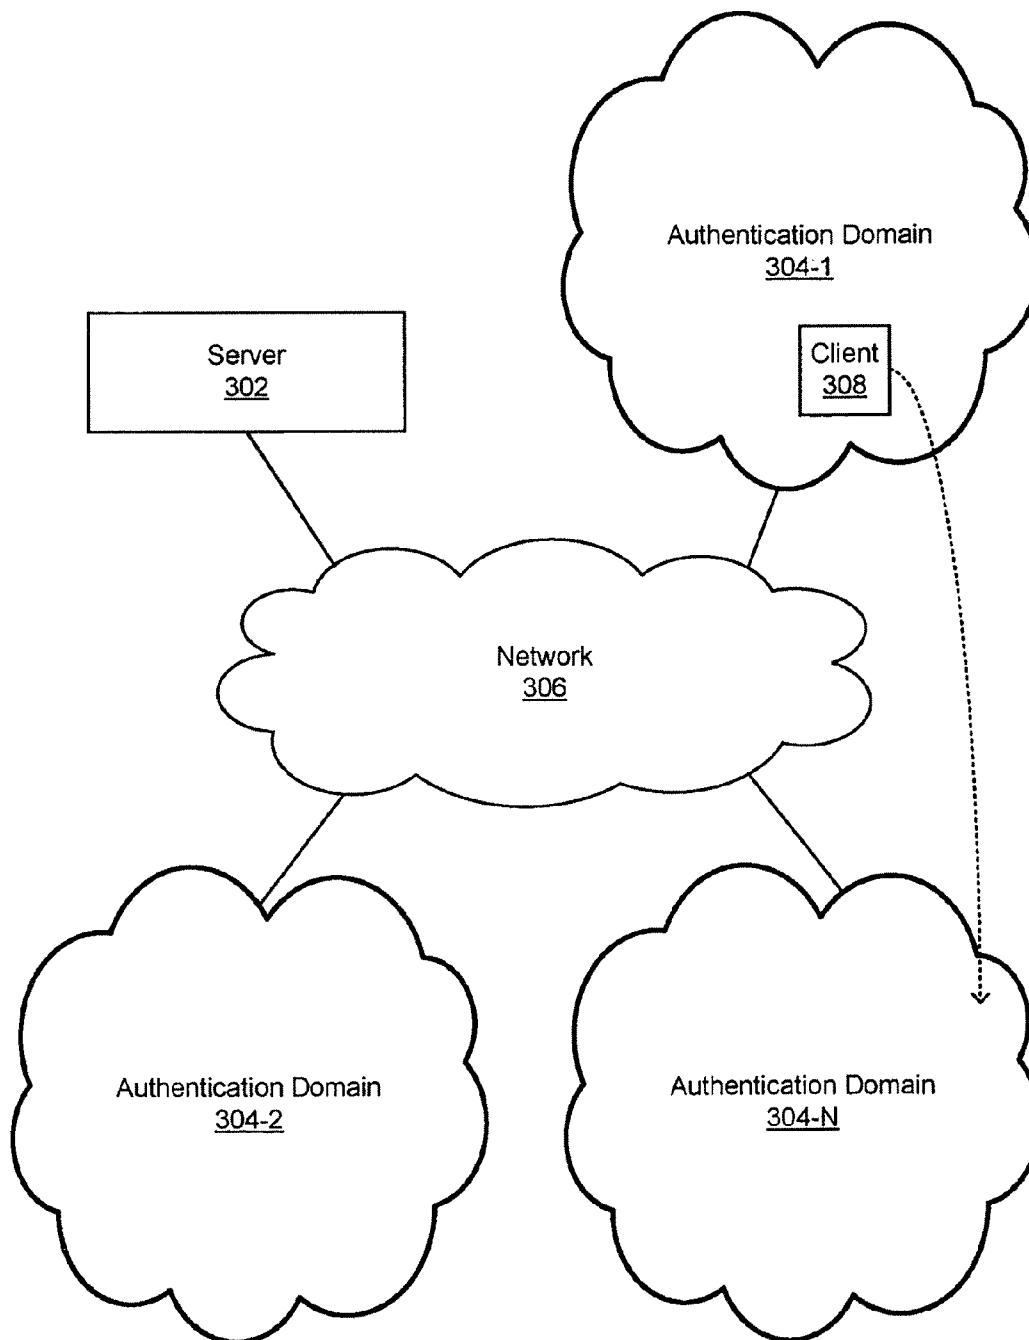 Authentication Domain
304-1
Server
302
Client
308
Network
306
Authentication Domain
304-2
Authentication Domain
304-N